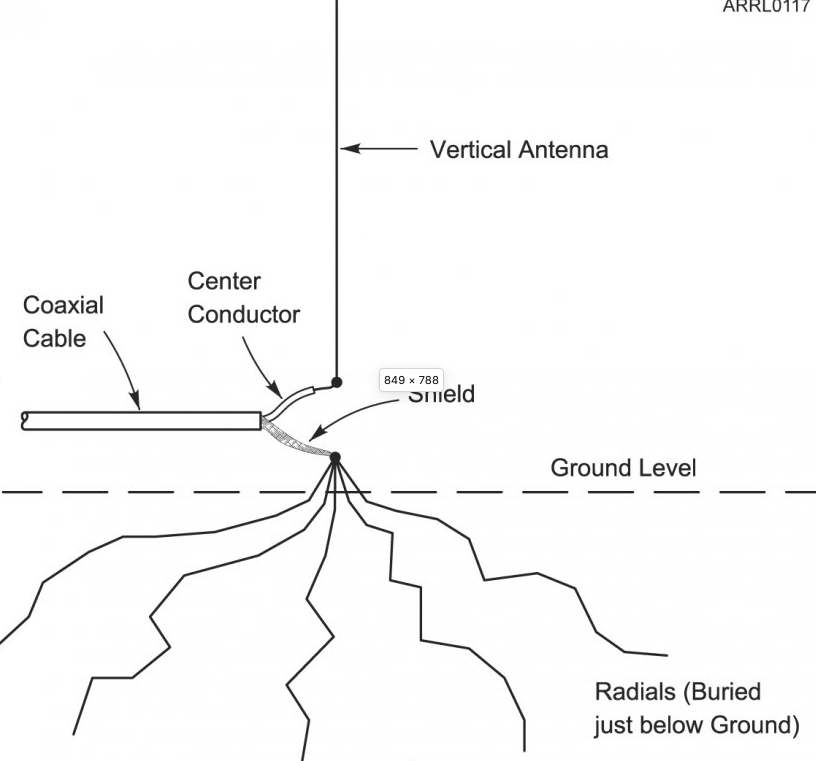 ARRL0117
Vertical Antenna
Center
Conductor
Coaxial
Cable
849 × 788
Shield
Ground Level
Radials (Buried
just below Ground)